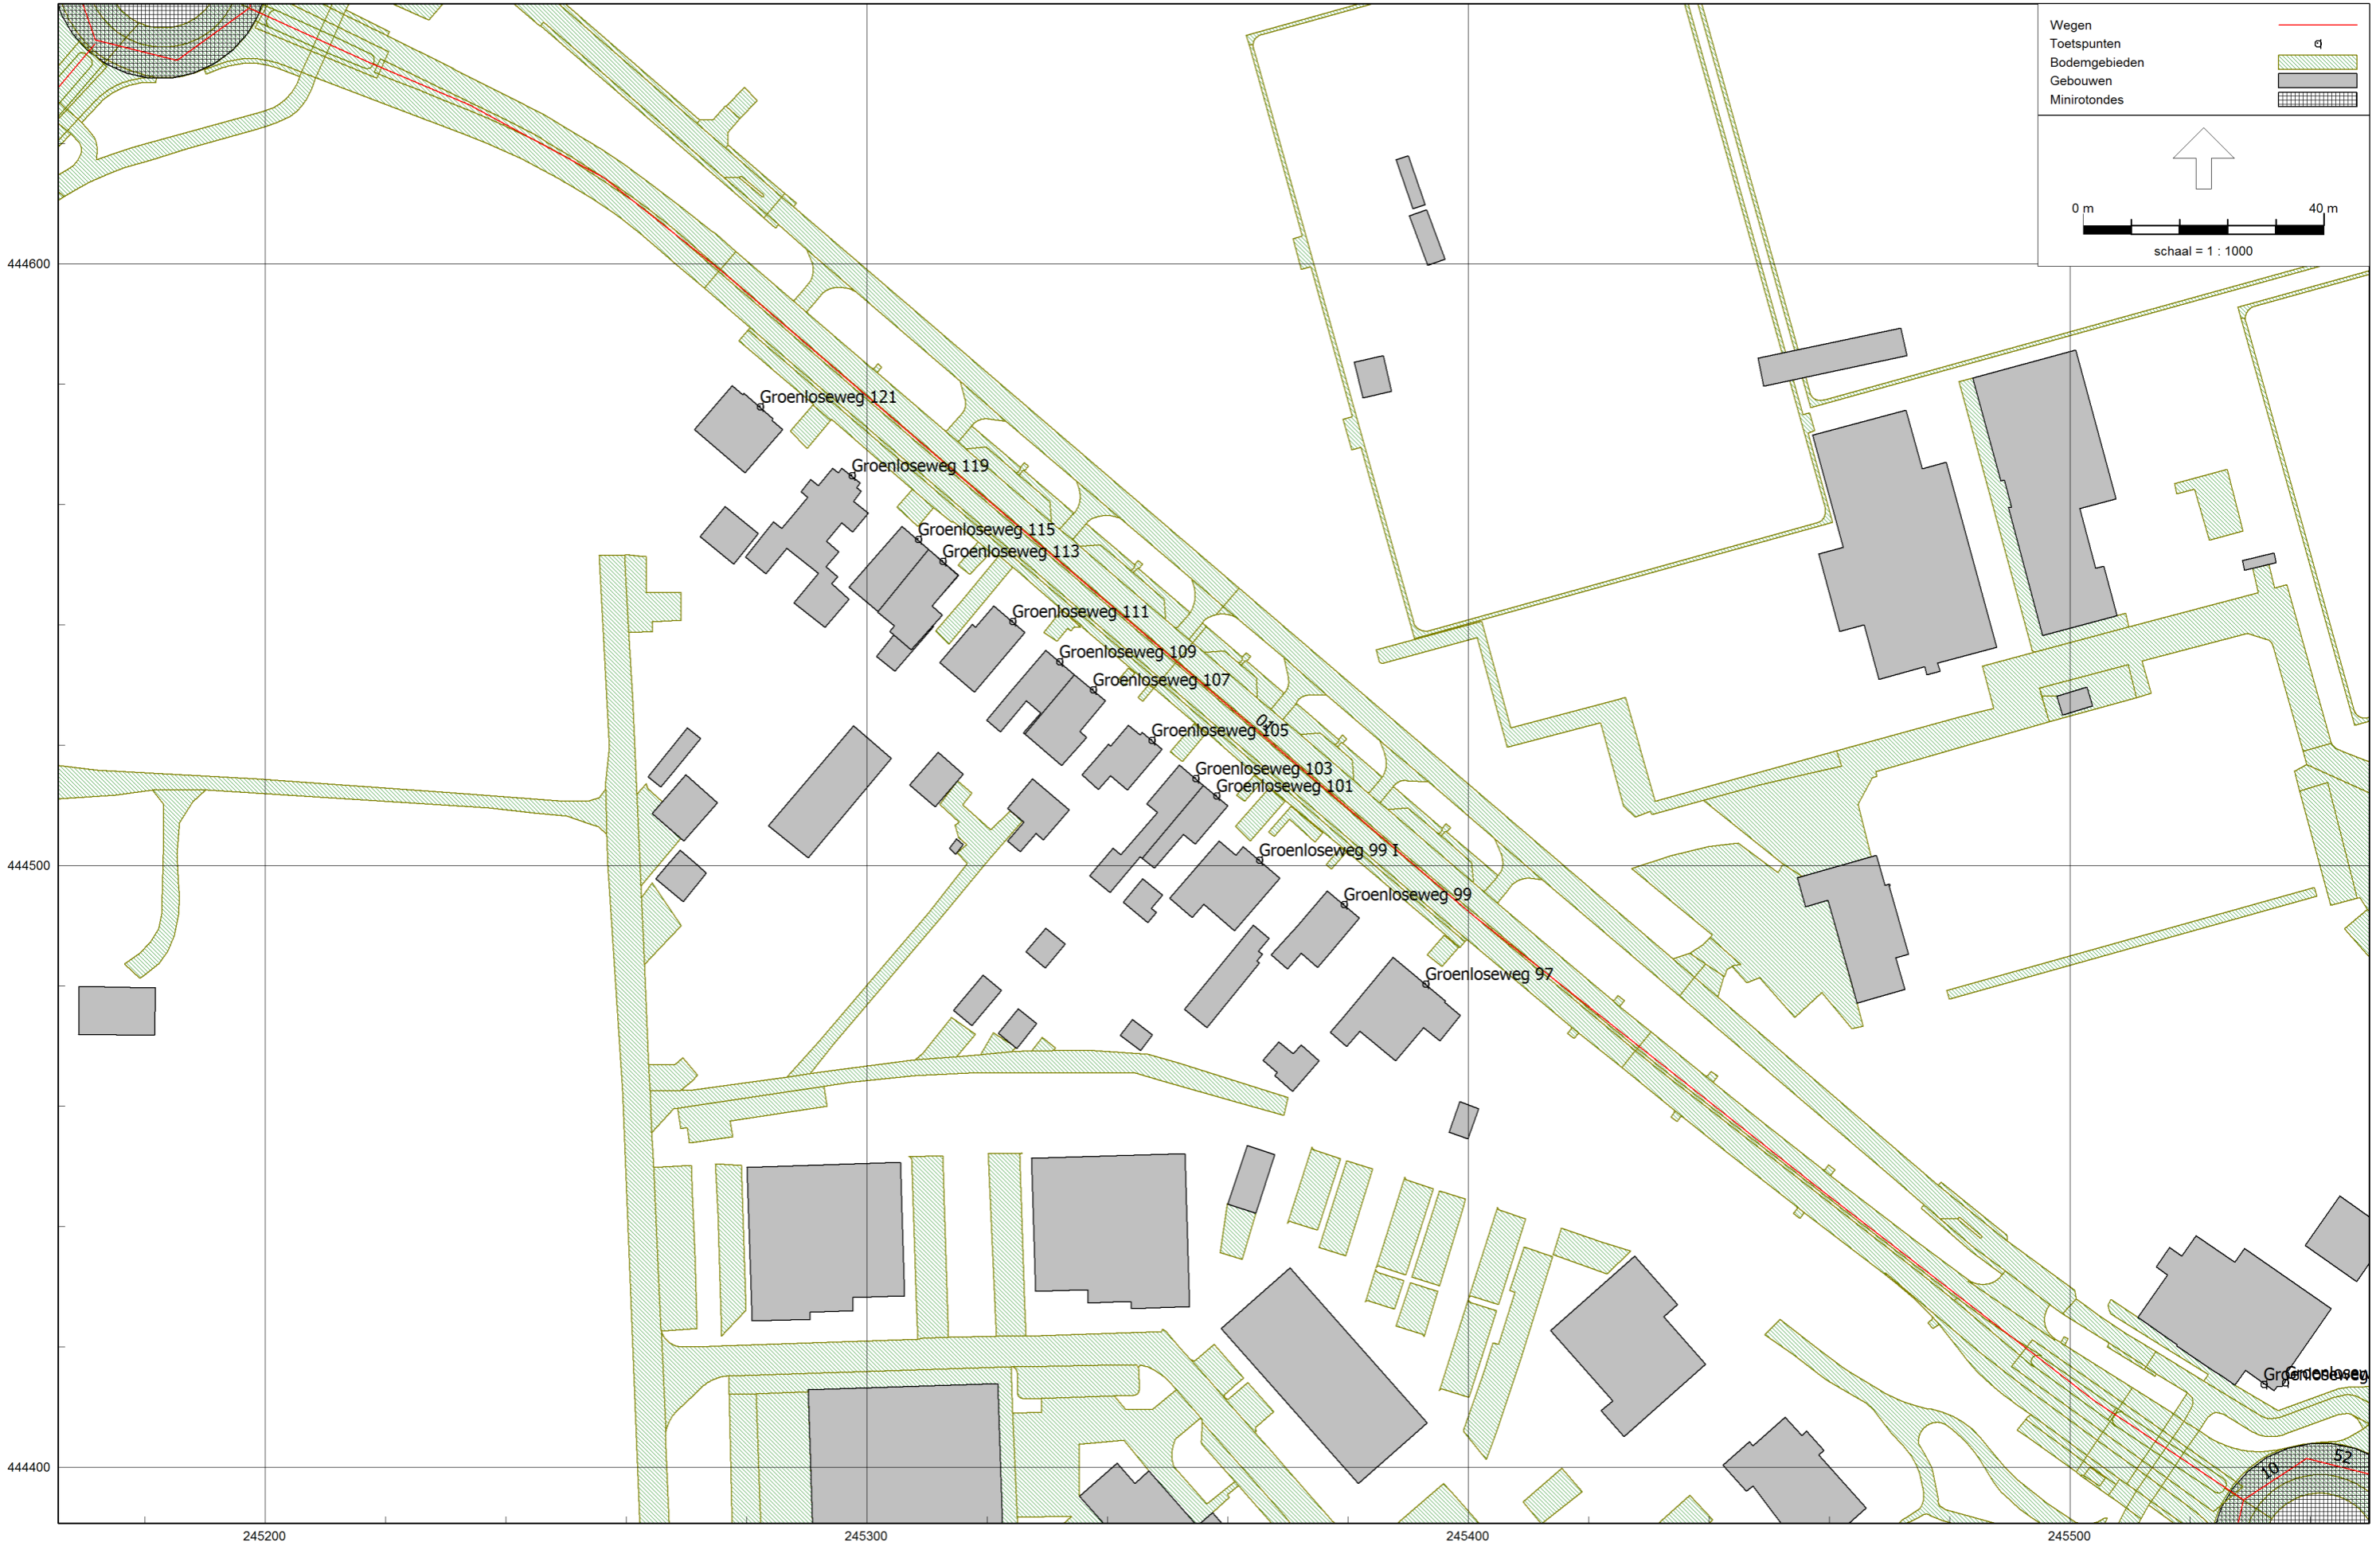 Wegen
Toetspunten
Bodemgebieden
Gebouwen
Minirotondes
0 m
40 m
schaal = 1 : 1000
444600
Groenloseweg 121
Groenloseweg 119
Groenloseweg 115
Groenloseweg 113
Groenloseweg 111
Groenloseweg 109
Groenloseweg 107
01
Groenloseweg 105
Groenloseweg 103
Groenloseweg 101
Groenloseweg 99 I
444500
Groenloseweg 99
Groenloseweg 97
Groenloseweg
52
10
444400
245200
245300
245400
245500